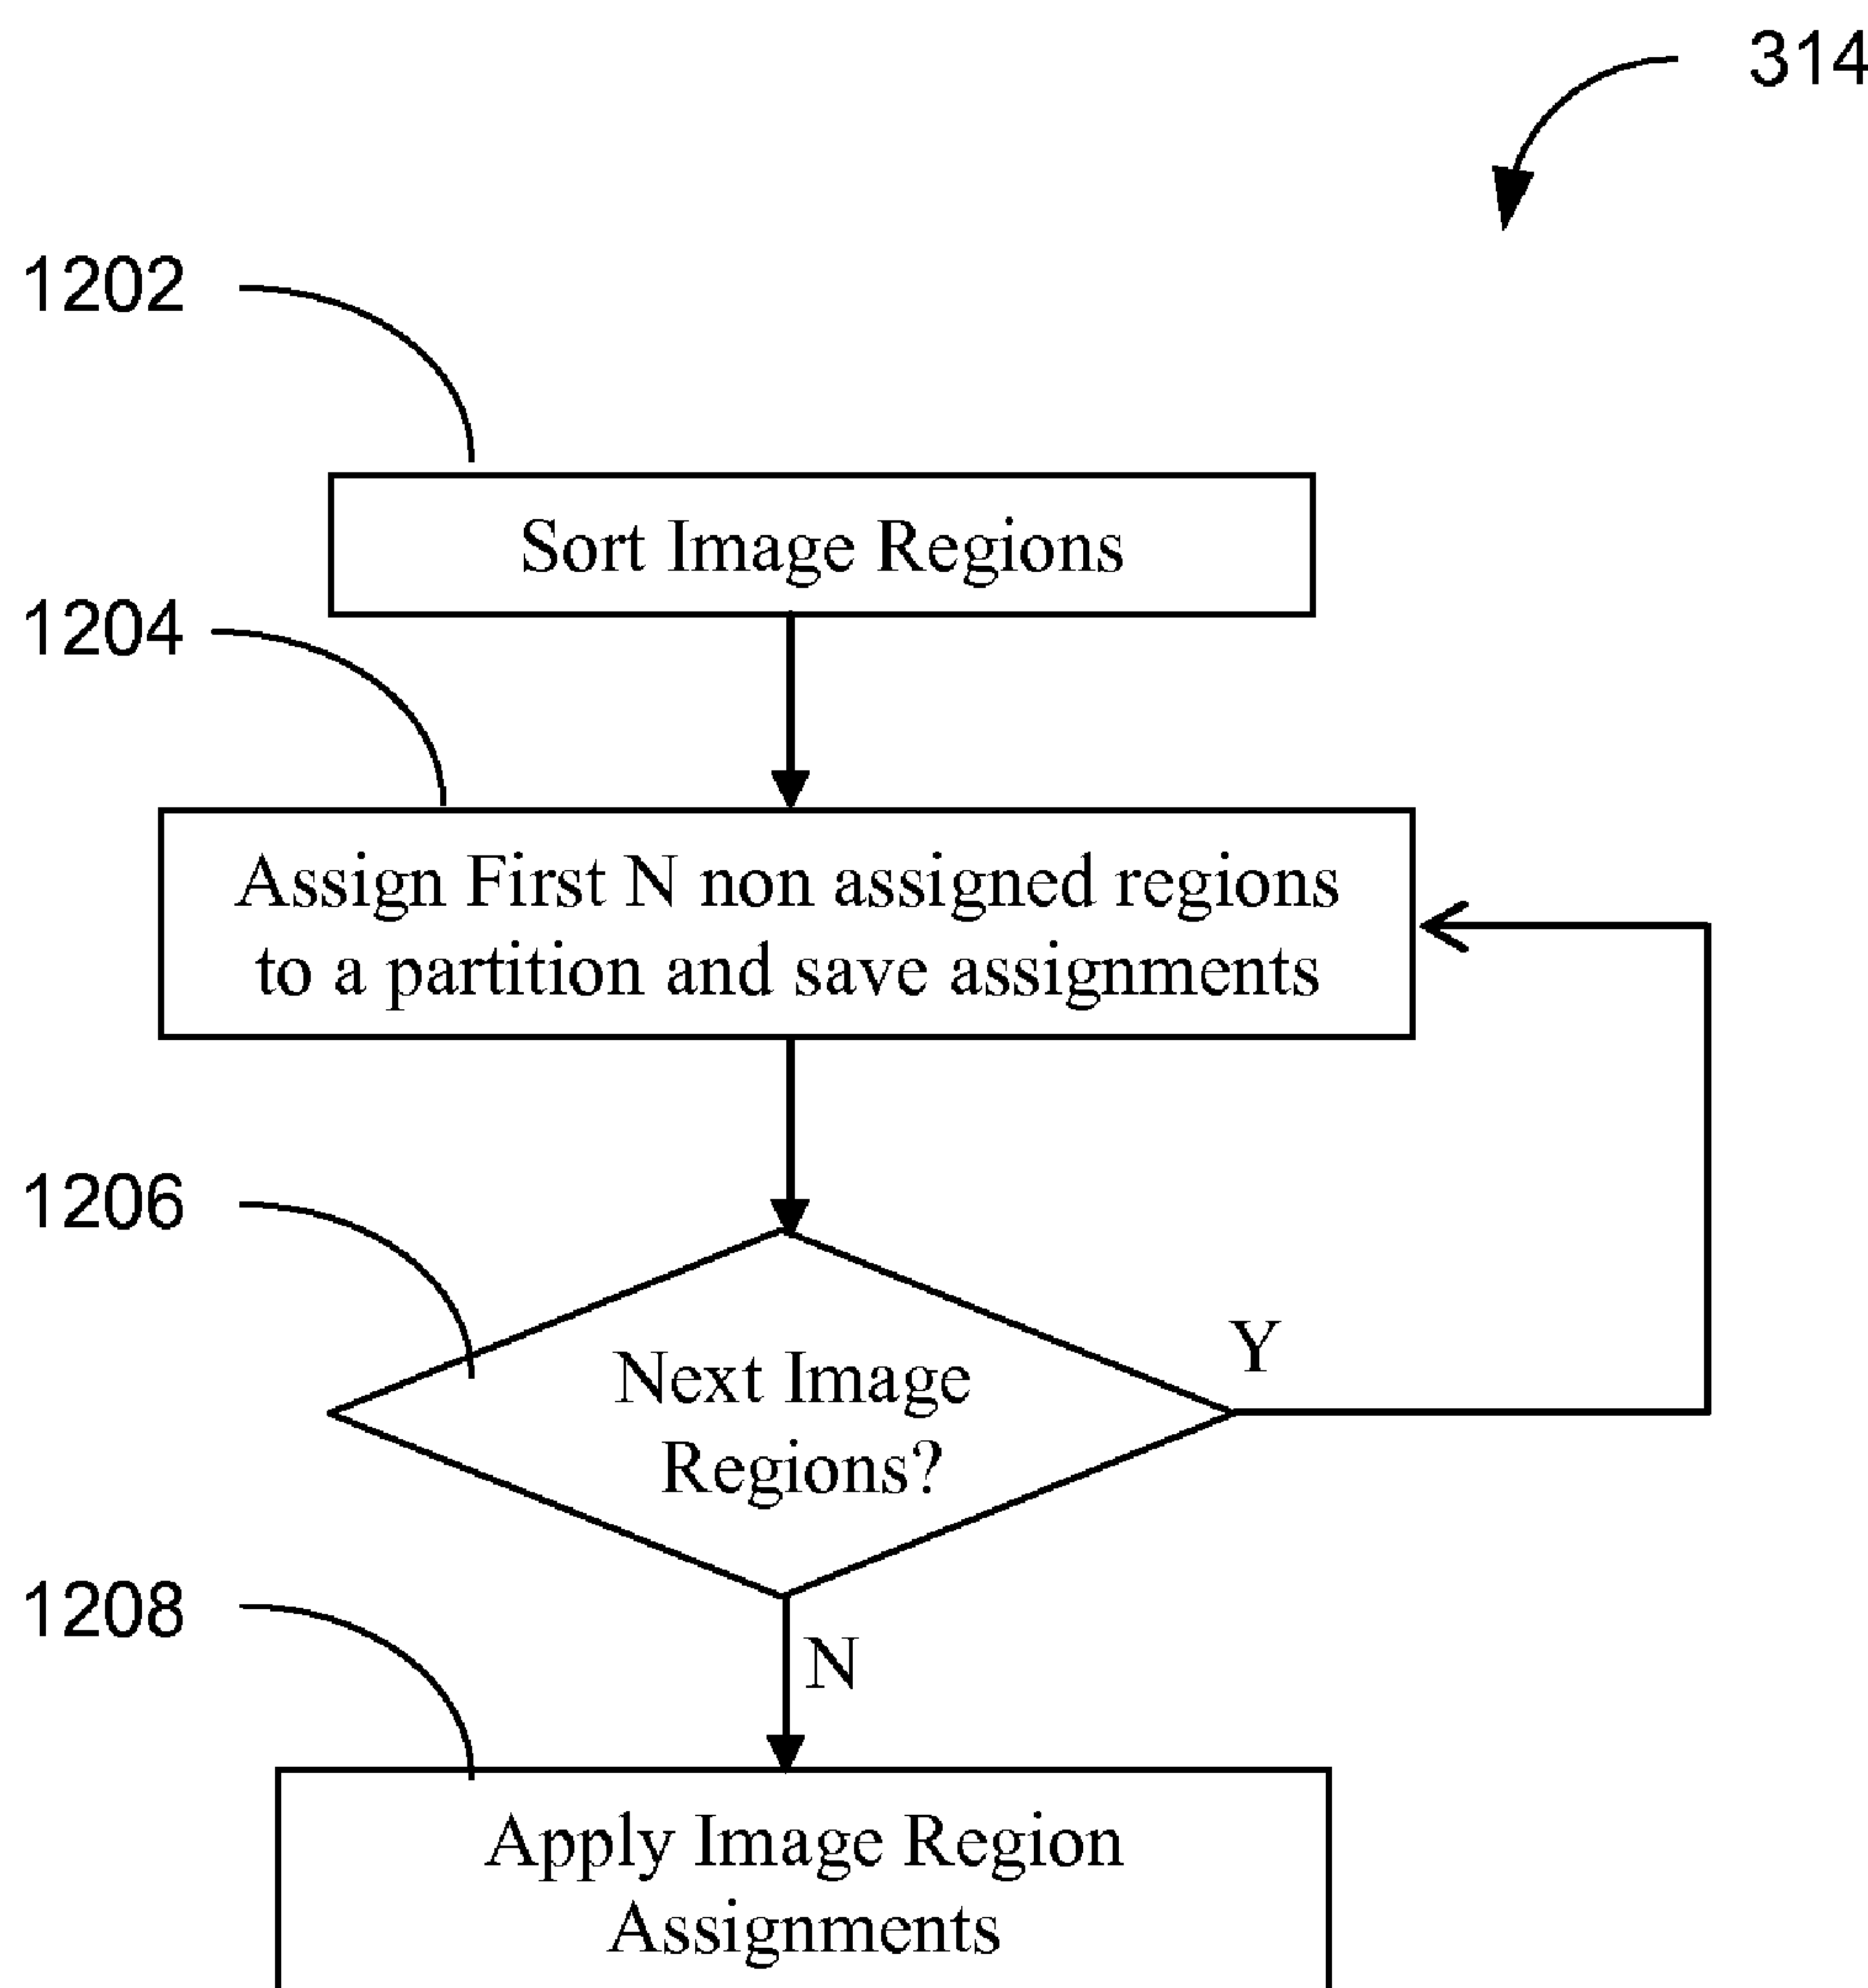 314
1202
Sort Image Regions
1204
Assign First N non assigned regions
to a partition and save assignments
1206
Next Image
Regions?
Y
1208
N
Apply Image Region
Assignments